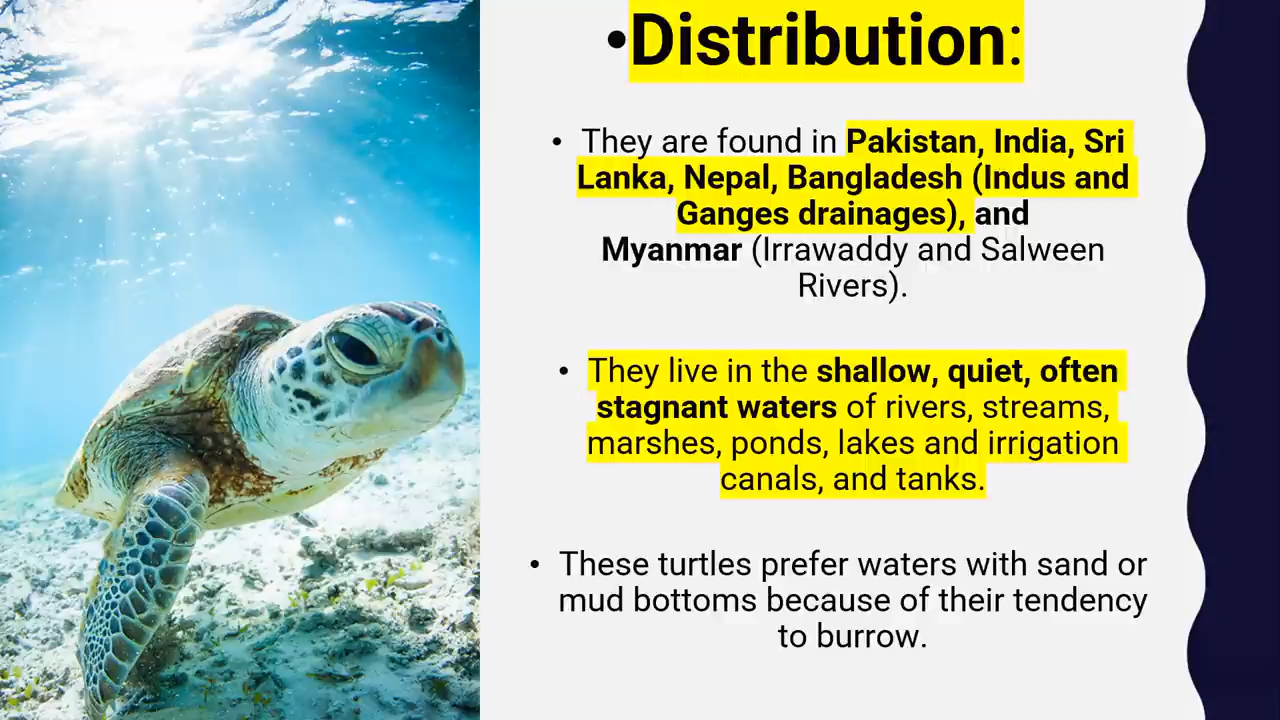 •Distribution:
• They are found in Pakistan, India, Sri
Lanka, Nepal, Bangladesh (Indus and
Ganges drainages), and
Myanmar (Irrawaddy and Salween
Rivers).
• They live in the shallow, quiet, often
stagnant waters of rivers, streams,
marshes, ponds, lakes and irrigation
canals, and tanks.
• These turtles prefer waters with sand or
mud bottoms because of their tendency
to burrow.